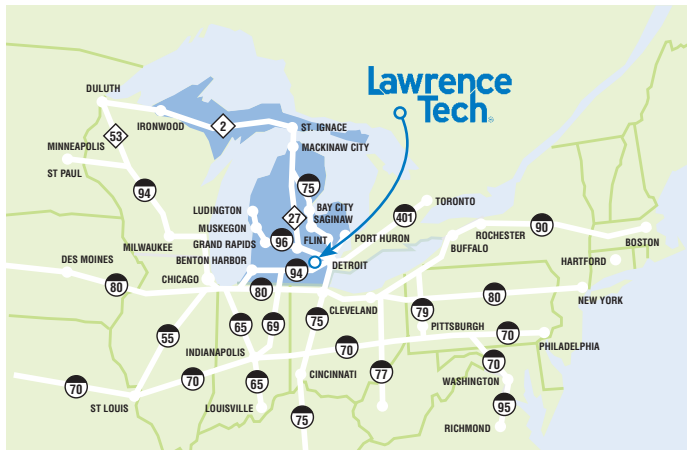 Lawrence
Tech
DULUTH
IRONWOOD
2
ST. IGNACE
53
MINNEAPOLIS
MACKINAW CITY
ST PAUL
94
75
TORONTO
LUDINGTON
BAY CITY
SAGINAW
401
27
MUSKEGON
96
FLINT
PORT HURON
ROCHESTER
90
MILWAUKEE
GRAND RAPIDS
BUFFALO
BOSTON
BENTON HARBOR
94
DETROIT
HARTFORD
DES MOINES
80
CHICAGO
80
80
NEW YORK
CLEVELAND
79
55
65
69
75
PITTSBURGH
70
PHILADELPHIA
INDIANAPOLIS
70
70
CINCINNATI
77
70
WASHINGTON
70
65
ST LOUIS
LOUISVILLE
75
95
RICHMOND